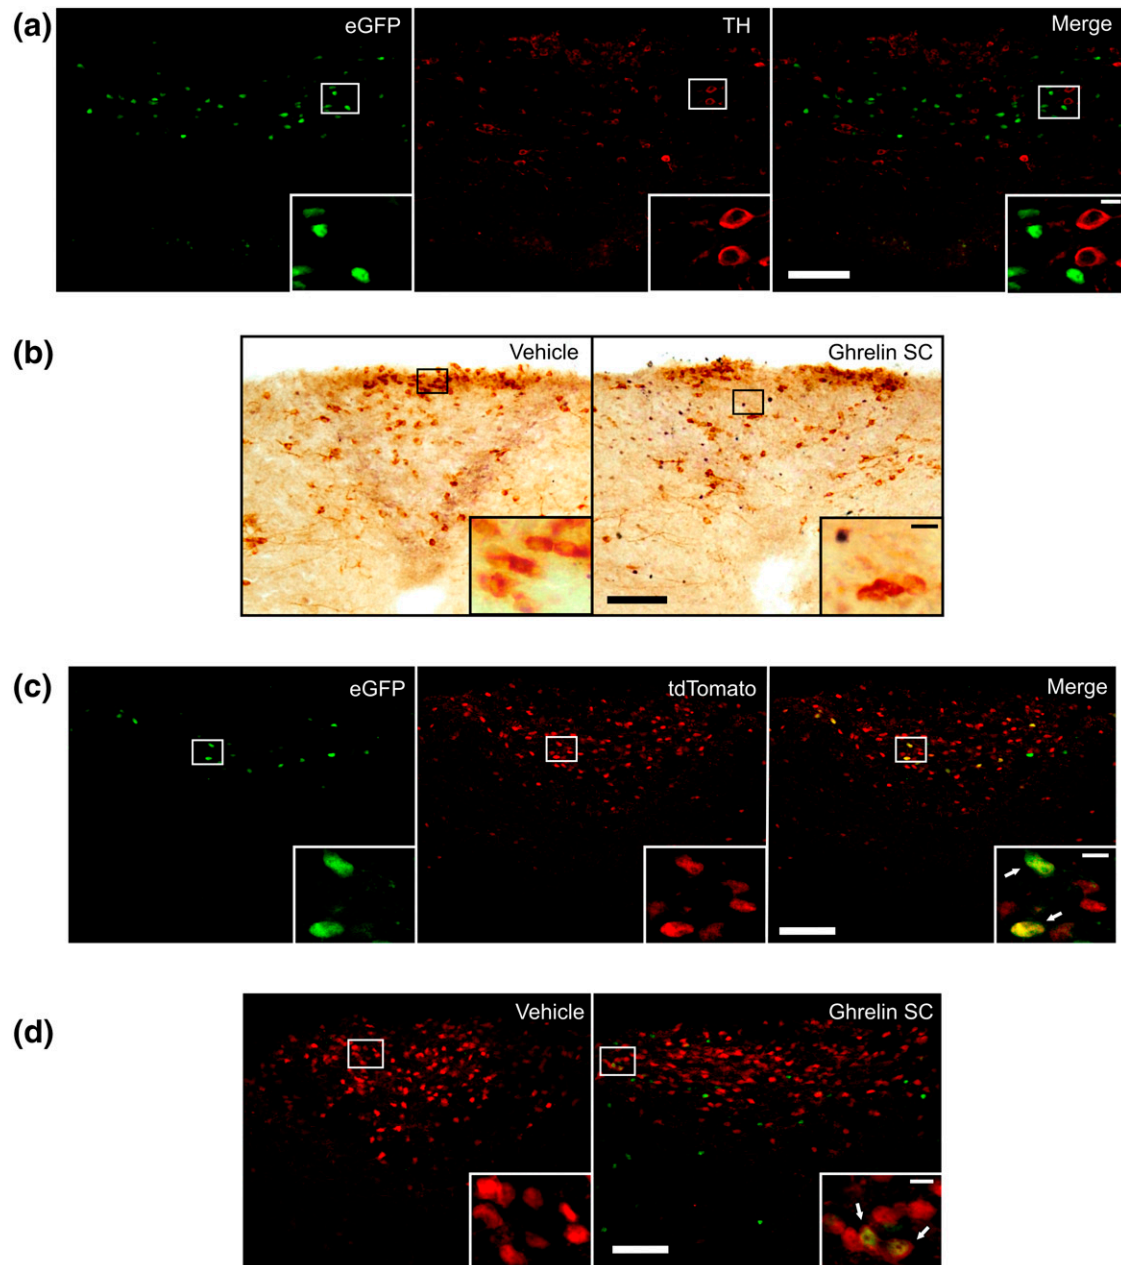 (a)
eGFP
TH
Merge
(b)
Vehicle
Ghrelin SC
(c)
eGFP
tdTomato
Merge
(d)
Vehicle
Ghrelin SC